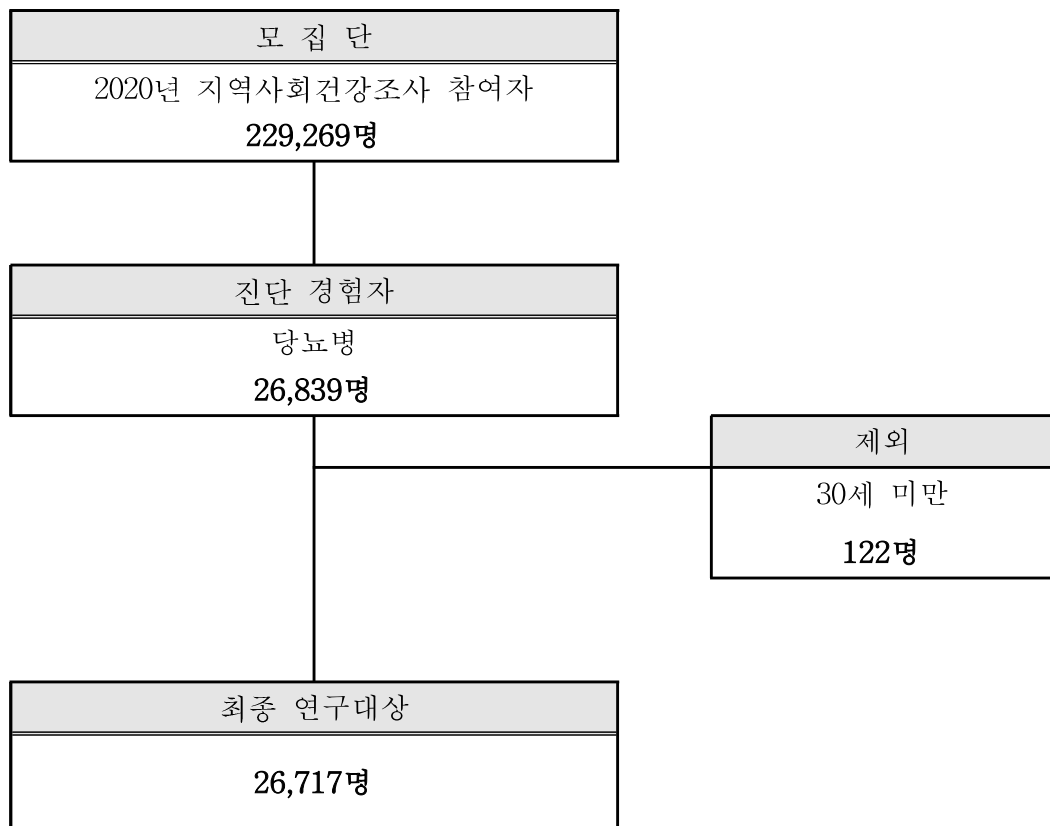 모 집 단
2020년 지역사회건강조사 참여자
229,269명
진단 경험자
당뇨병
26,839명
제외
30세 미만
122명
최종 연구대상
26,717명